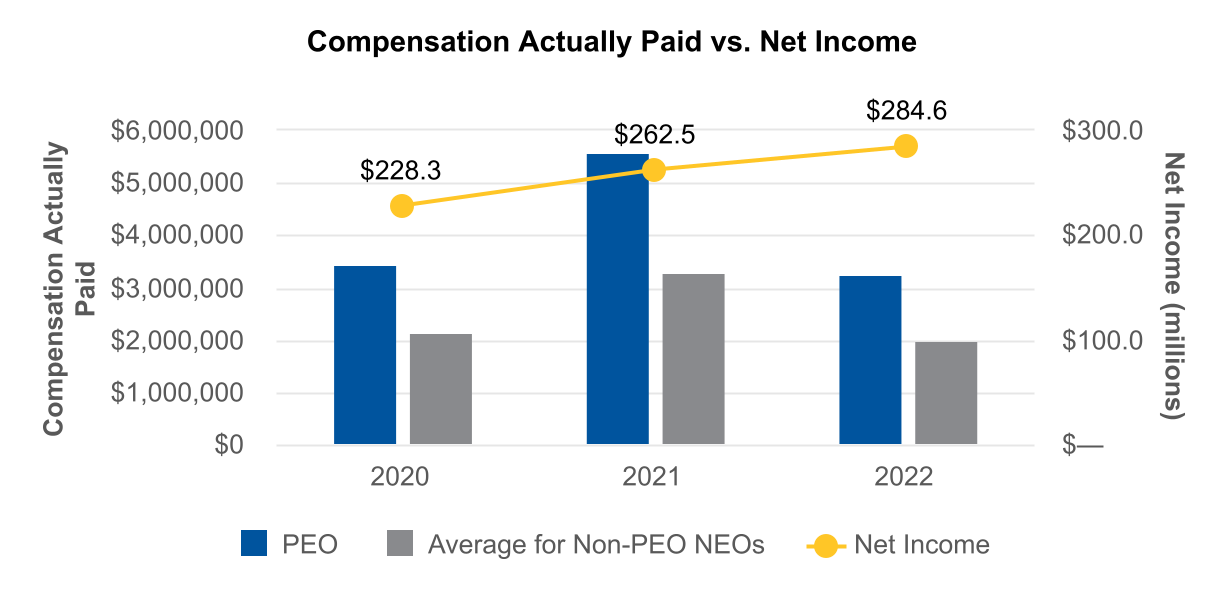 Compensation Actually Paid vs. Net Income
Compensation Actually
Paid
$6,000,000
$5,000,000
$4,000,000
$3,000,000
$2,000,000
$1,000,000
$0
$228.3
$262.5
$284.6
$300.0
$200.0
$100.0
$—
Net Income (millions)
2020
2021
2022
PEO
Average for Non-PEO NEOs
Net Income